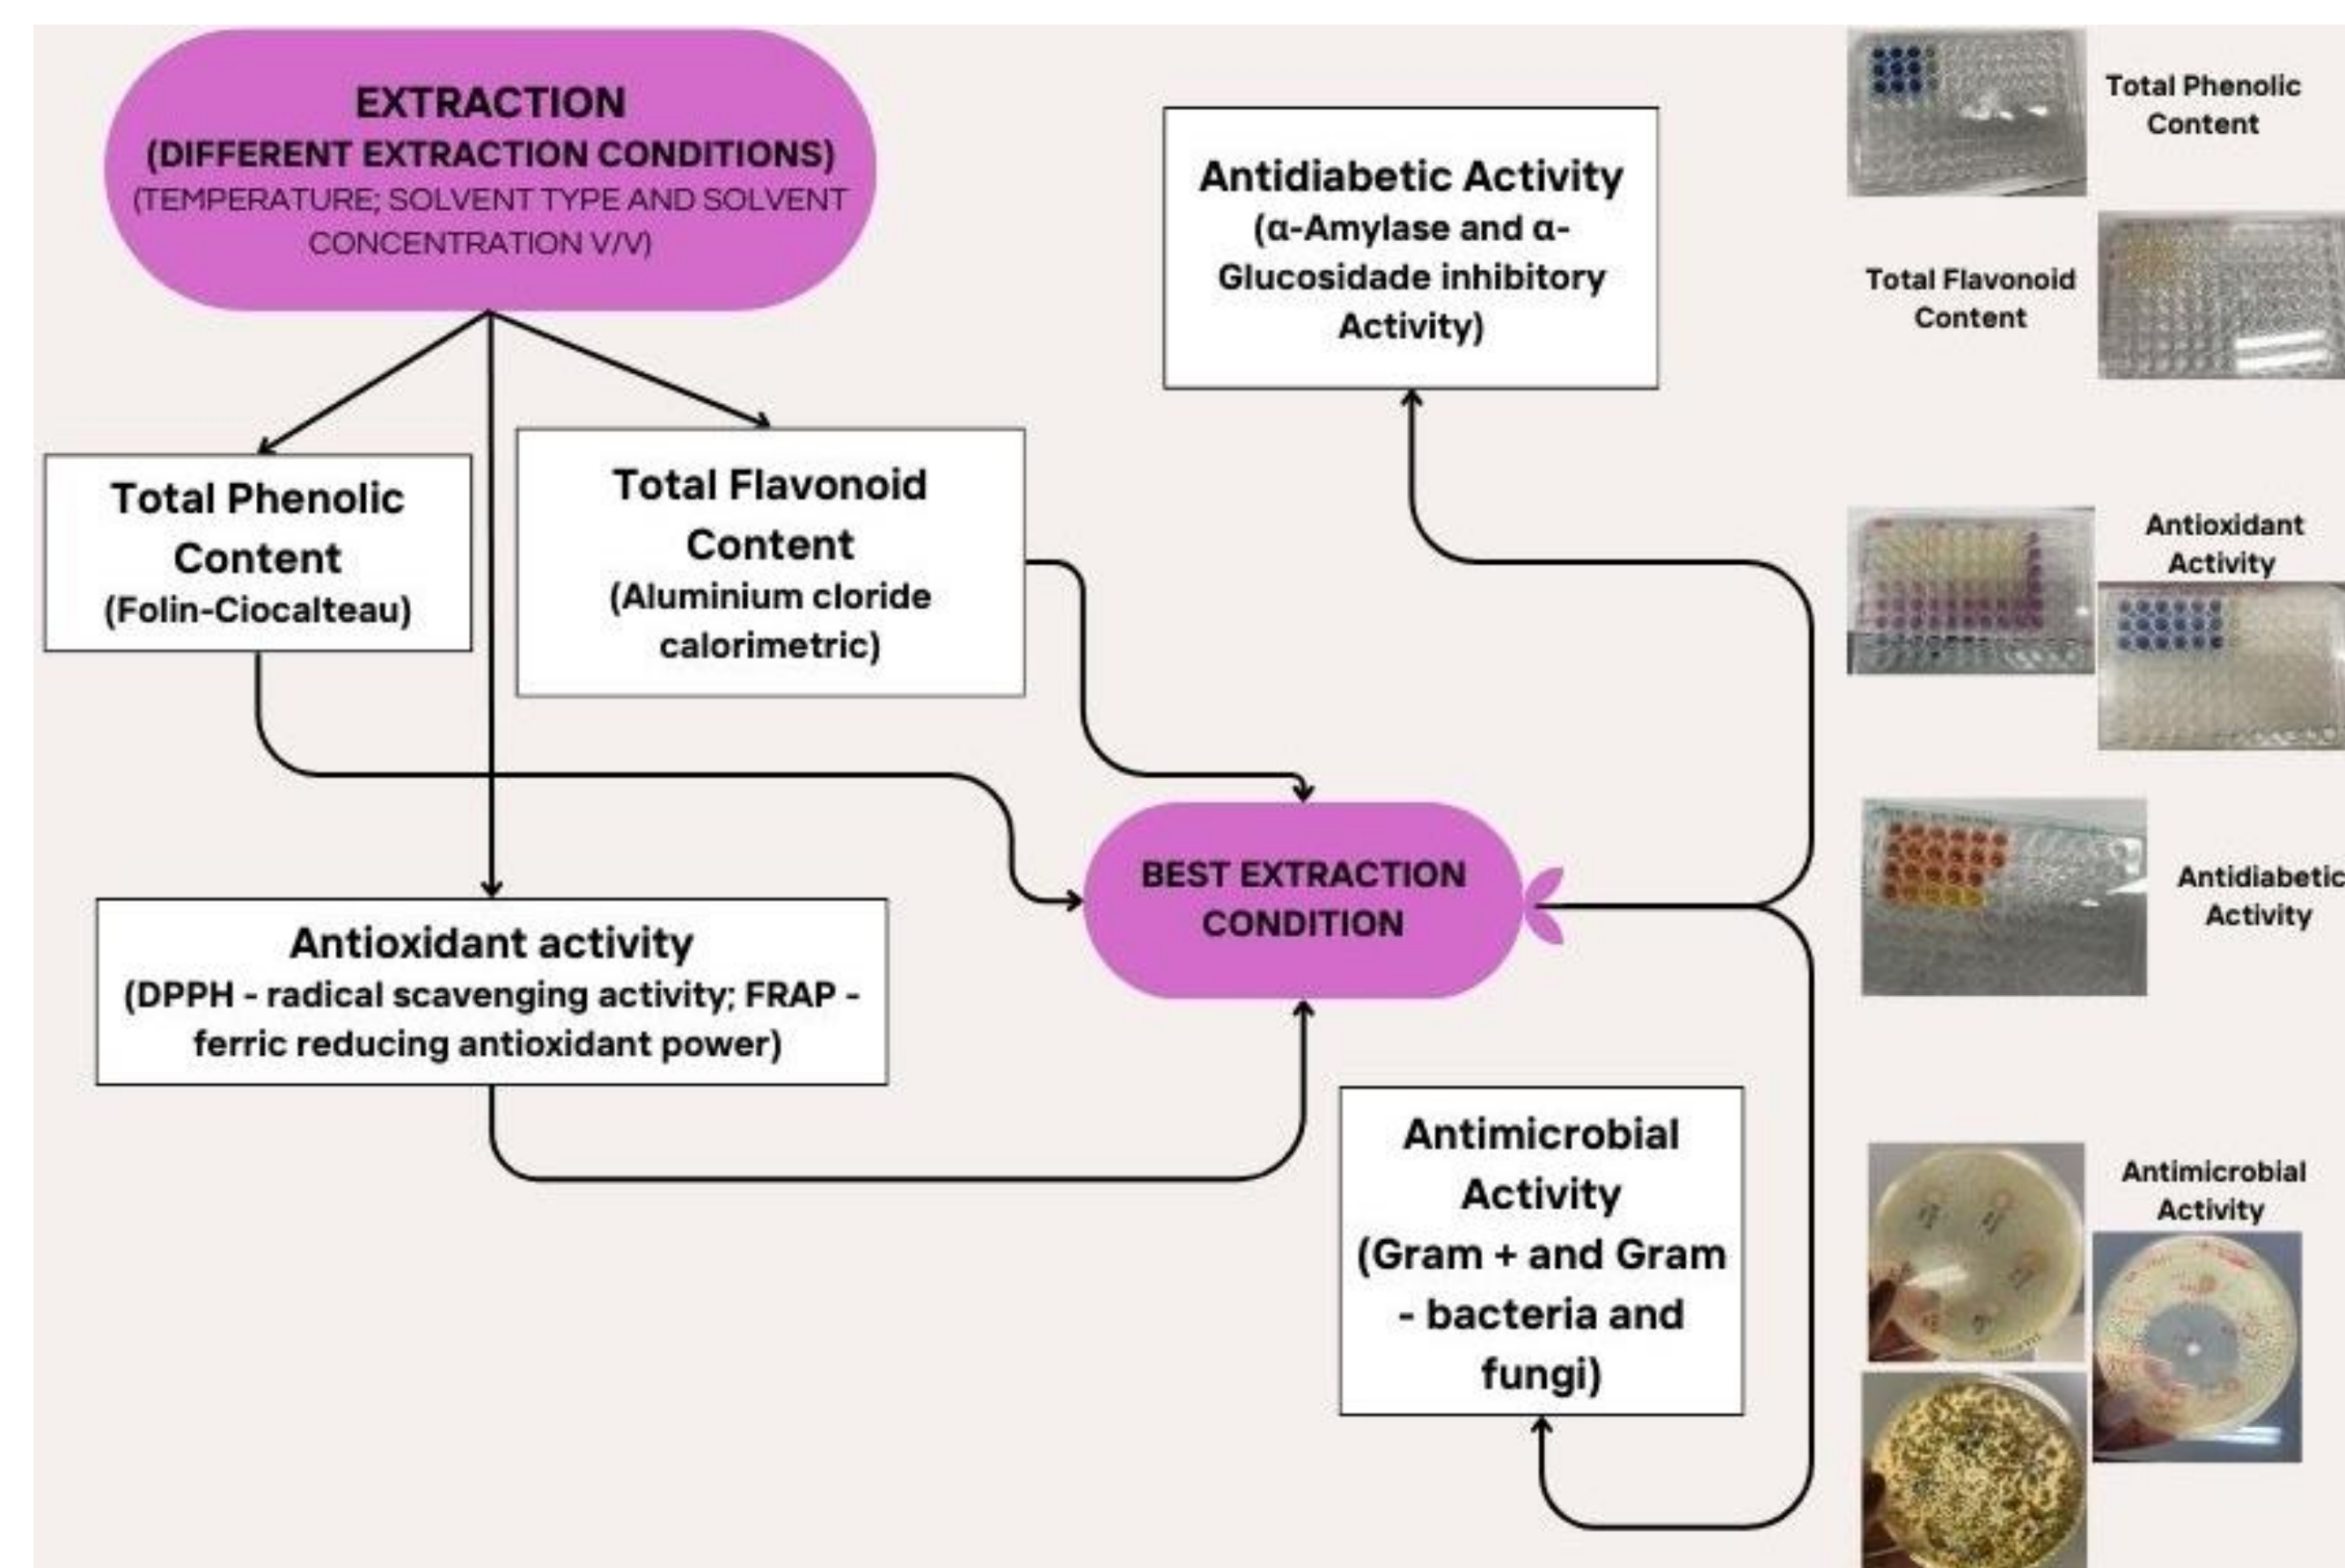 EXTRACTION
(DIFFERENT EXTRACTION CONDITIONS)
(TEMPERATURE; SOLVENT TYPE AND SOLVENT
CONCENTRATION V/V)
Total Phenolic
Content
(Folin-Ciocalteau)
Total Flavonoid
Content
(Aluminium cloride
calorimetric)
Antioxidant activity
(DPPH - radical scavenging activity; FRAP -
ferric reducing antioxidant power)
BEST EXTRACTION
CONDITION
Antidiabetic Activity
(α-Amylase and α-
Glucosidade inhibitory
Activity)
Antimicrobial
Activity
(Gram + and Gram
- bacteria and
fungi)
Total Phenolic
Content
Total Flavonoid
Content
Antioxidant
Activity
Antidiabetic
Activity
Antimicrobial
Activity